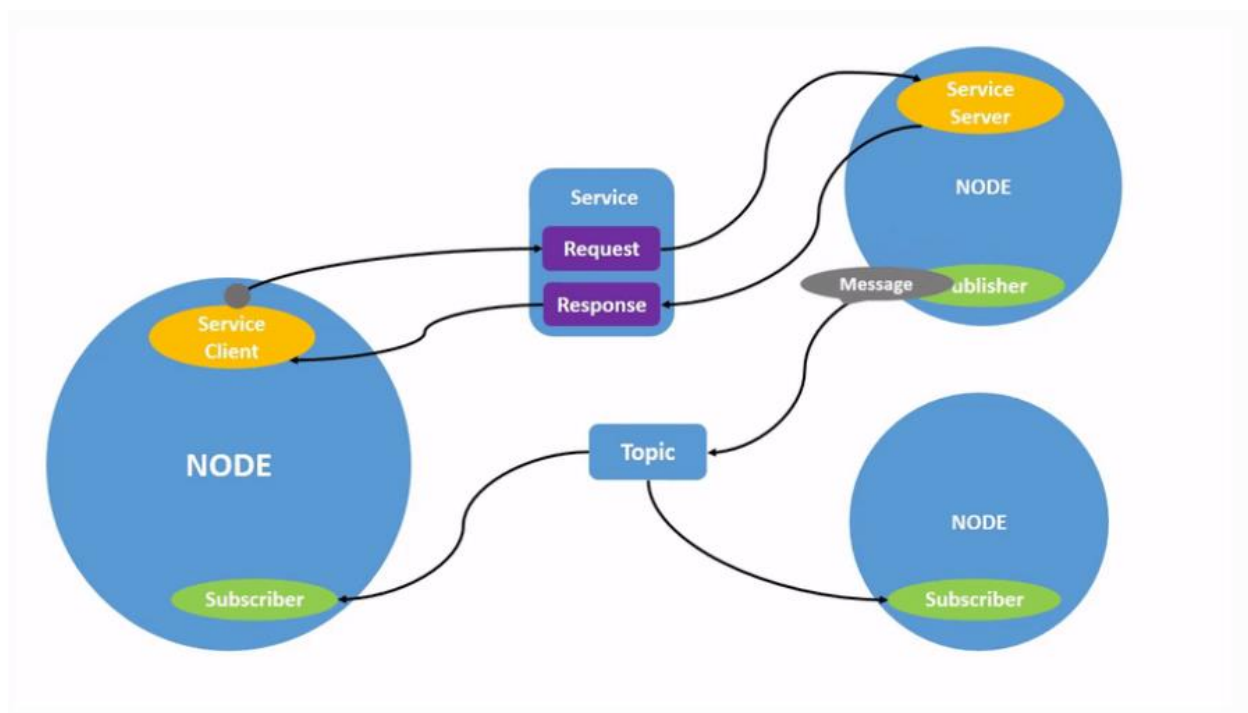 Service
Server
NODE
Service
Request
Response
Message
ublisher
Service
Client
NODE
Topic
NODE
Subscriber
Subscriber